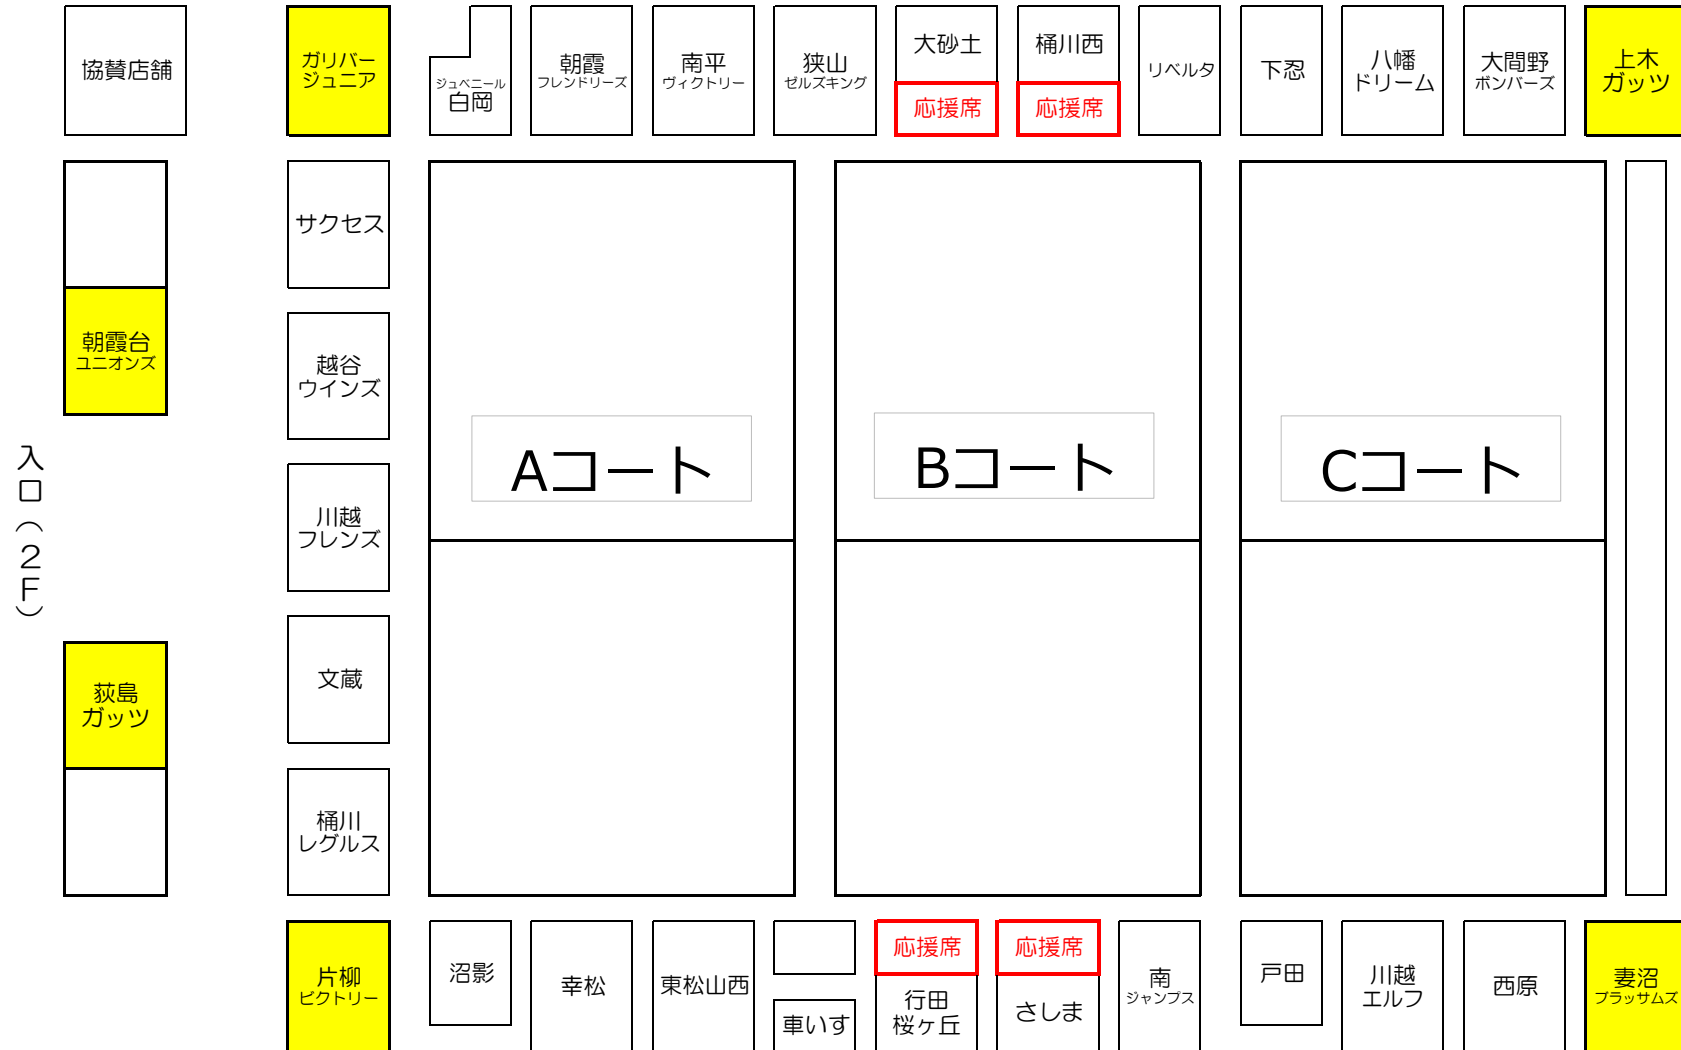 協賛店舗
ガリバー
ジュニア
ジュベニール
白岡
朝霞
フレンドリーズ
南平
ヴィクトリー
狭山
ゼルズキング
大砂土
応援席
桶川西
応援席
リベルタ
下忍
八幡
ドリーム
大間野
ボンバーズ
上木
ガッツ
サクセス
朝霞台
ユニオンズ
越谷
ウインズ
入口（２Ｆ）
Aコート
Bコート
Cコート
川越
フレンズ
荻島
ガッツ
文蔵
桶川
レグルス
片柳
ビクトリー
沼影
幸松
東松山西
車いす
応援席
行田
桜ヶ丘
応援席
さしま
南
ジャンプス
戸田
川越
エルフ
西原
妻沼
ブラッサムズ